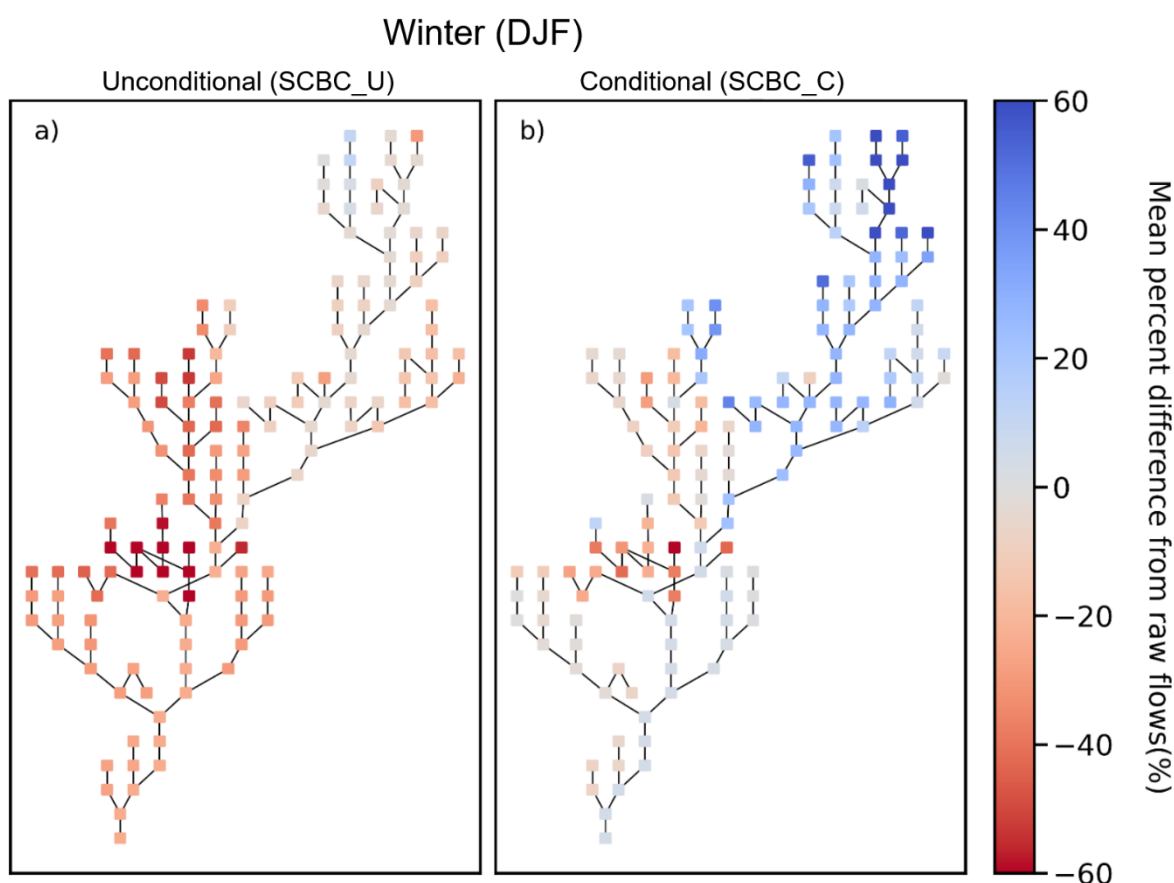 Winter (DJF)
Unconditional (SCBC_U)
Conditional (SCBC_C)
a)
b)
60
40
20
0
−20
−40
−60
Mean percent difference from raw flows(%)